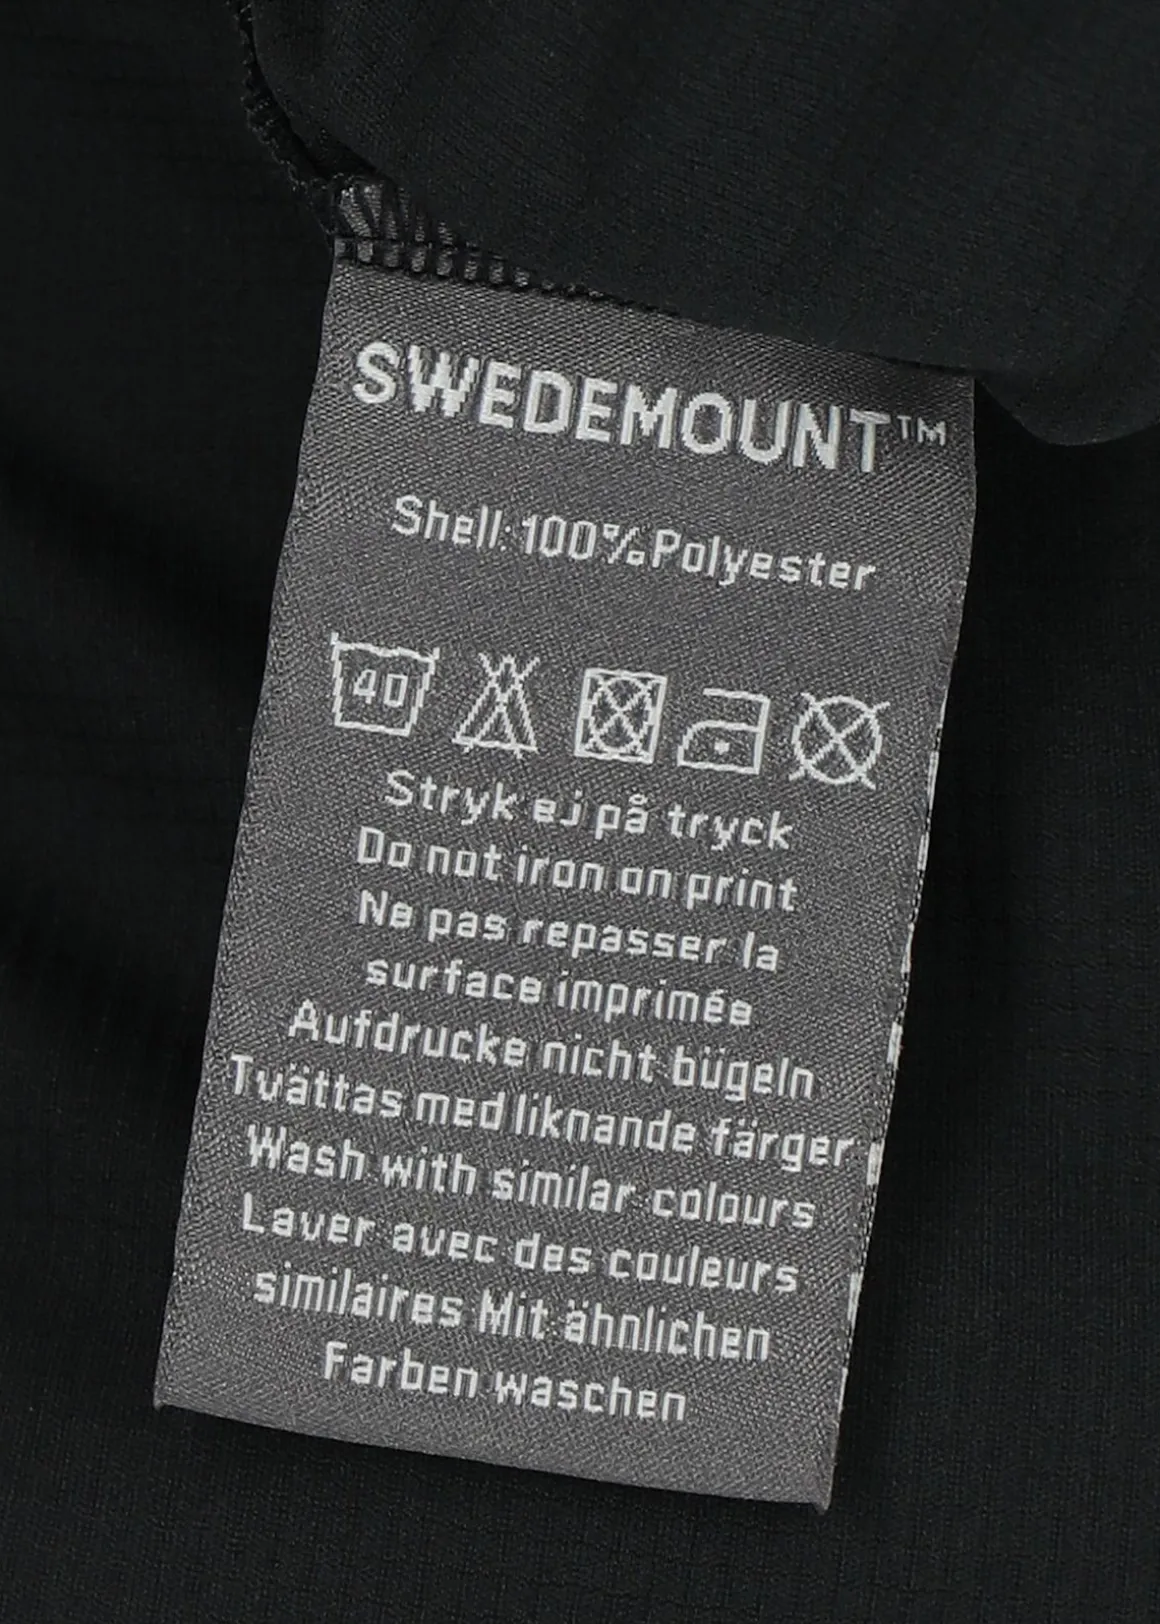 SWEDEMOUNT™
Shell: 100% Polyester
40
Stryk ej på tryck
Do not iron on print
Ne pas repasser la
surface imprimée
Aufdrucke nicht bügeln
Tvättas med liknande färger
Wash with similar colours
Laver avec des couleurs
similaires Mit ähnlichen
Farben waschen